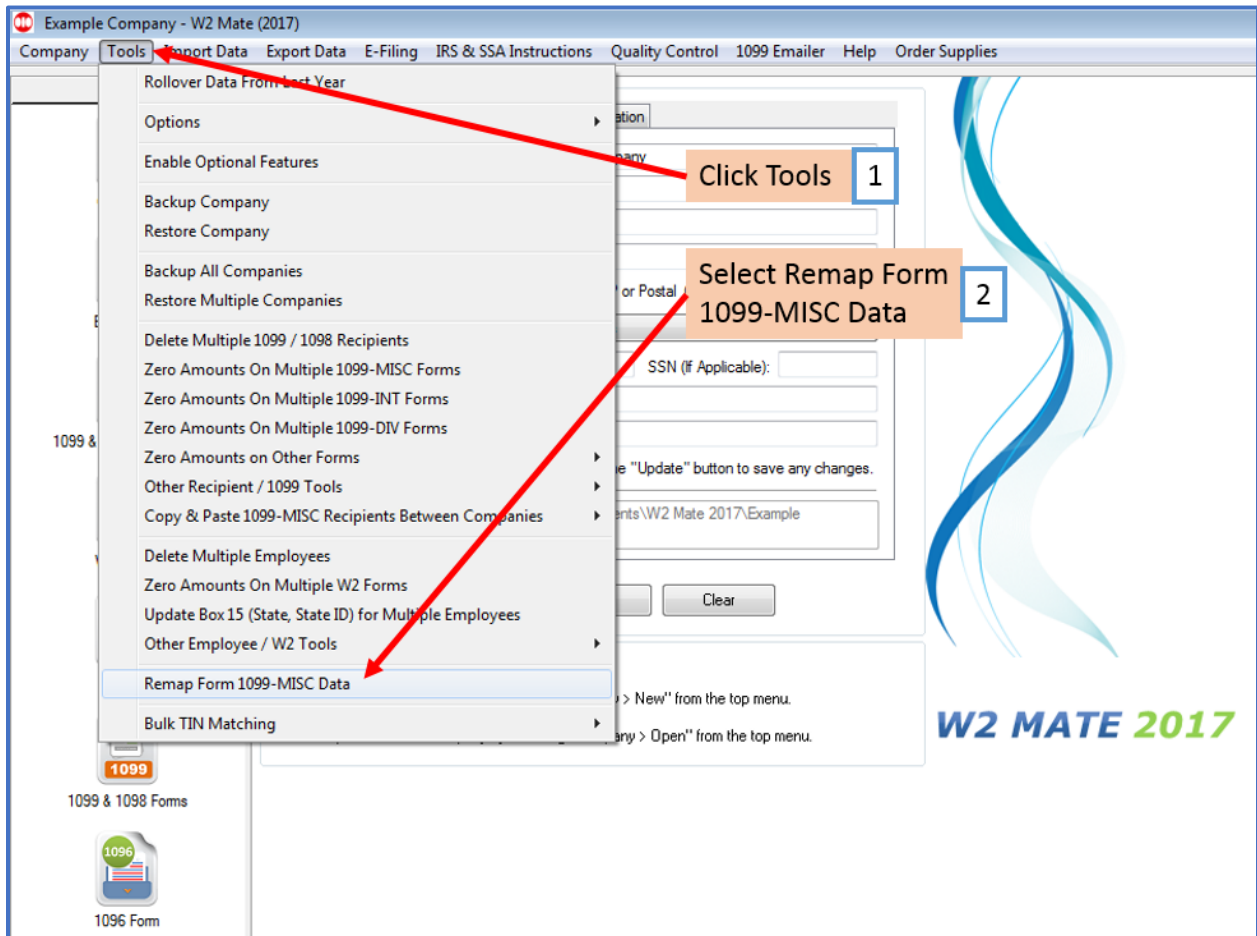 Example Company - W2 Mate (2017)
Company Tools Import Data Export Data E-Filing IRS & SSA Instructions Quality Control 1099 Emailer Help Order Supplies
Rollover Data From Last Year
Options
Enable Optional Features
Backup Company
Restore Company
Backup All Companies
Restore Multiple Companies
Delete Multiple 1099 / 1098 Recipients
Zero Amounts On Multiple 1099-MISC Forms
Zero Amounts On Multiple 1099-INT Forms
Zero Amounts On Multiple 1099-DIV Forms
Zero Amounts on Other Forms
Other Recipient / 1099 Tools
Copy & Paste 1099-MISC Recipients Between Companies
Delete Multiple Employees
Zero Amounts On Multiple W2 Forms
Update Box 15 (State, State ID) for Multiple Employees
Other Employee / W2 Tools
Remap Form 1099-MISC Data
Bulk TIN Matching
Click Tools 1
Select Remap Form
1099-MISC Data 2
or Postal
SSN (If Applicable):
"Update" button to save any changes.
ents\W2 Mate 2017\Example
Clear
> New" from the top menu.
any > Open" from the top menu.
W2 MATE 2017
1099 &
1099
1099 & 1098 Forms
1096
1096 Form